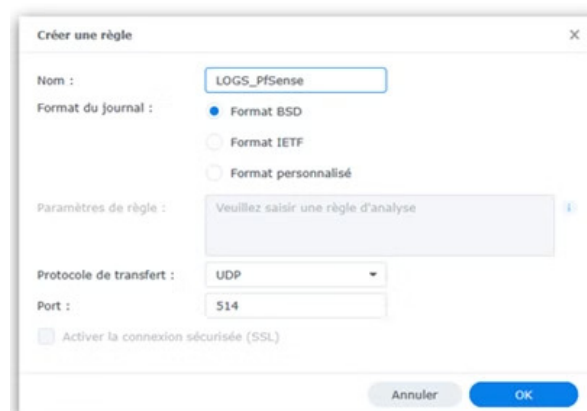 Créer une règle
Nom :
LOGS_PfSense
Format du journal :
Format BSD
Format IETF
Format personnalisé
Paramètres de règle :
Veuillez saisir une règle d'analyse
Protocole de transfert :
UDP
Port :
514
Activer la connexion sécurisée (SSL)
Annuler
OK